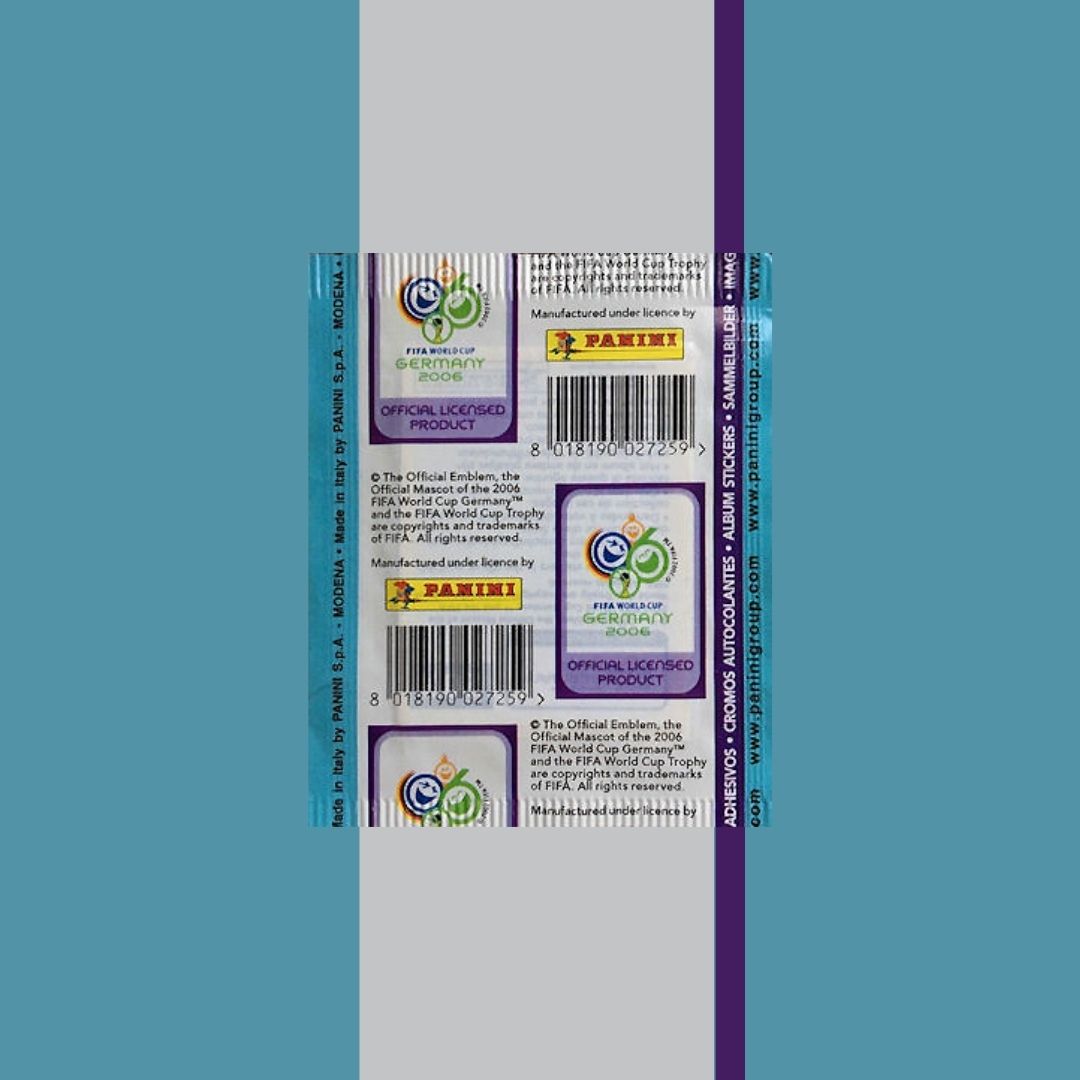 Made in Italy by PANINI S.p.A. - MODENA • Made in Italy by PANINI S.p.A. - MODENA •
FIFA WORLD CUP
GERMANY
2006
OFFICIAL LICENSED
PRODUCT
and the FIFA World Cup Trophy
are copyrights and trademarks
of FIFA. All rights reserved.
Manufactured under licence by
PANINI
8 018190 027259 >
© The Official Emblem, the
Official Mascot of the 2006
FIFA World Cup Germany™
and the FIFA World Cup Trophy
are copyrights and trademarks
of FIFA. All rights reserved.
Manufactured under licence by
PANINI
8 018190 027259 >
FIFA WORLD CUP
GERMANY
2006
OFFICIAL LICENSED
PRODUCT
© The Official Emblem, the
Official Mascot of the 2006
FIFA World Cup Germany™
and the FIFA World Cup Trophy
are copyrights and trademarks
of FIFA. All rights reserved.
Manufactured under licence by
ADHESIVOS • CROMOS AUTOCOLANTES • ALBUM STICKERS • SAMMELBILDER • IMAG
.com www.paninigroup.com www.paninigroup.com www.